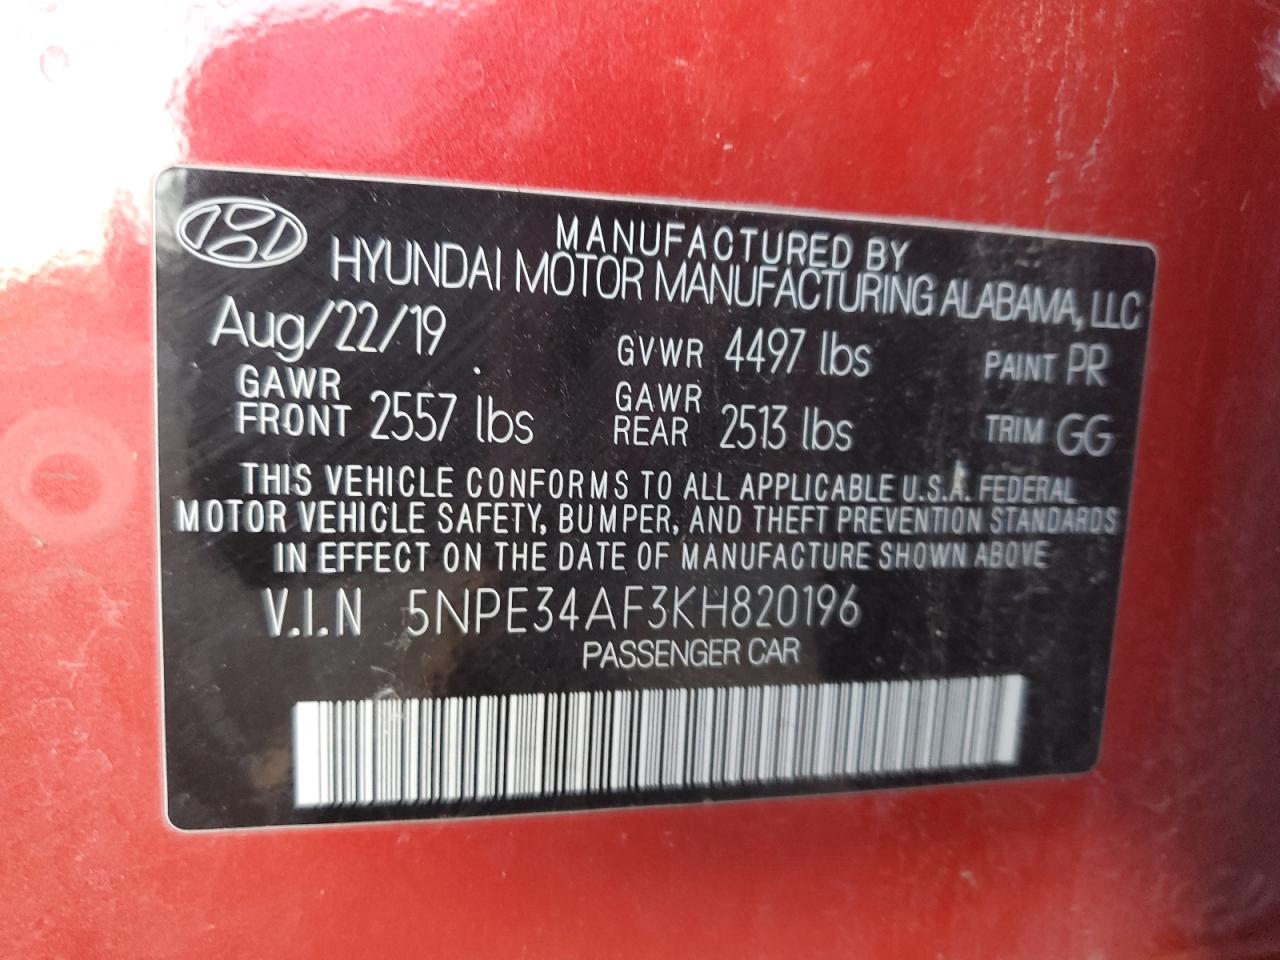 MANUFACTURED BY
HYUNDAI MOTOR MANUFACTURING ALABAMA, LLC
Aug/22/19 GVWR 4497 lbs PAINT PR
GAWR FRONT 2557 lbs GAWR REAR 2513 lbs TRIM GG
THIS VEHICLE CONFORMS TO ALL APPLICABLE U.S.A. FEDERAL
MOTOR VEHICLE SAFETY, BUMPER, AND THEFT PREVENTION STANDARDS
IN EFFECT ON THE DATE OF MANUFACTURE SHOWN ABOVE
V.I.N 5NPE34AF3KH820196
PASSENGER CAR